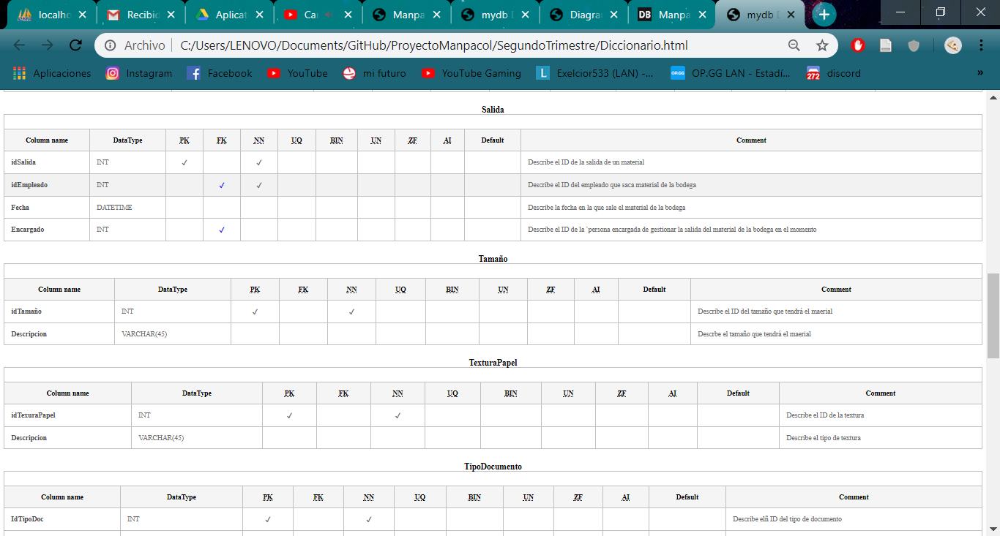 localho Recibid Aplicat Ca Manpa mydb D Diagra DB Manpa mydb D
Archivo C:/Users/LENOVO/Documents/GitHub/ProyectoManpacol/SegundoTrimestre/Diccionario.html
Aplicaciones Instagram Facebook YouTube mi futuro YouTube Gaming L Exelcior533 (LAN) -... OP.GG OP.GG LAN - Estadí... 272 discord »
Salida
Column name DataType PK FK NN UQ BIN UN ZF AI Default Comment
idSalida INT ✓ ✓ Describe el ID de la salida de un material
idEmpleado INT ✓ ✓ Describe el ID del empleado que saca material de la bodega
Fecha DATETIME Describe la fecha en la que sale el material de la bodega
Encargado INT ✓ Describe el ID de la `persona encargada de gestionar la salida del material de la bodega en el momento
Tamaño
Column name DataType PK FK NN UQ BIN UN ZF AI Default Comment
idTamaño INT ✓ ✓ Describe el ID del tamaño que tendrá el maerial
Descripcion VARCHAR(45) Descrbe el tamaño que tendrá el maerial
TexturaPapel
Column name DataType PK FK NN UQ BIN UN ZF AI Default Comment
idTexuraPapel INT ✓ ✓ Describe el ID de la textura
Descripcion VARCHAR(45) Describe el tipo de textura
TipoDocumento
Column name DataType PK FK NN UQ BIN UN ZF AI Default Comment
IdTipoDoc INT ✓ ✓ Describe elñ ID del tipo de documento